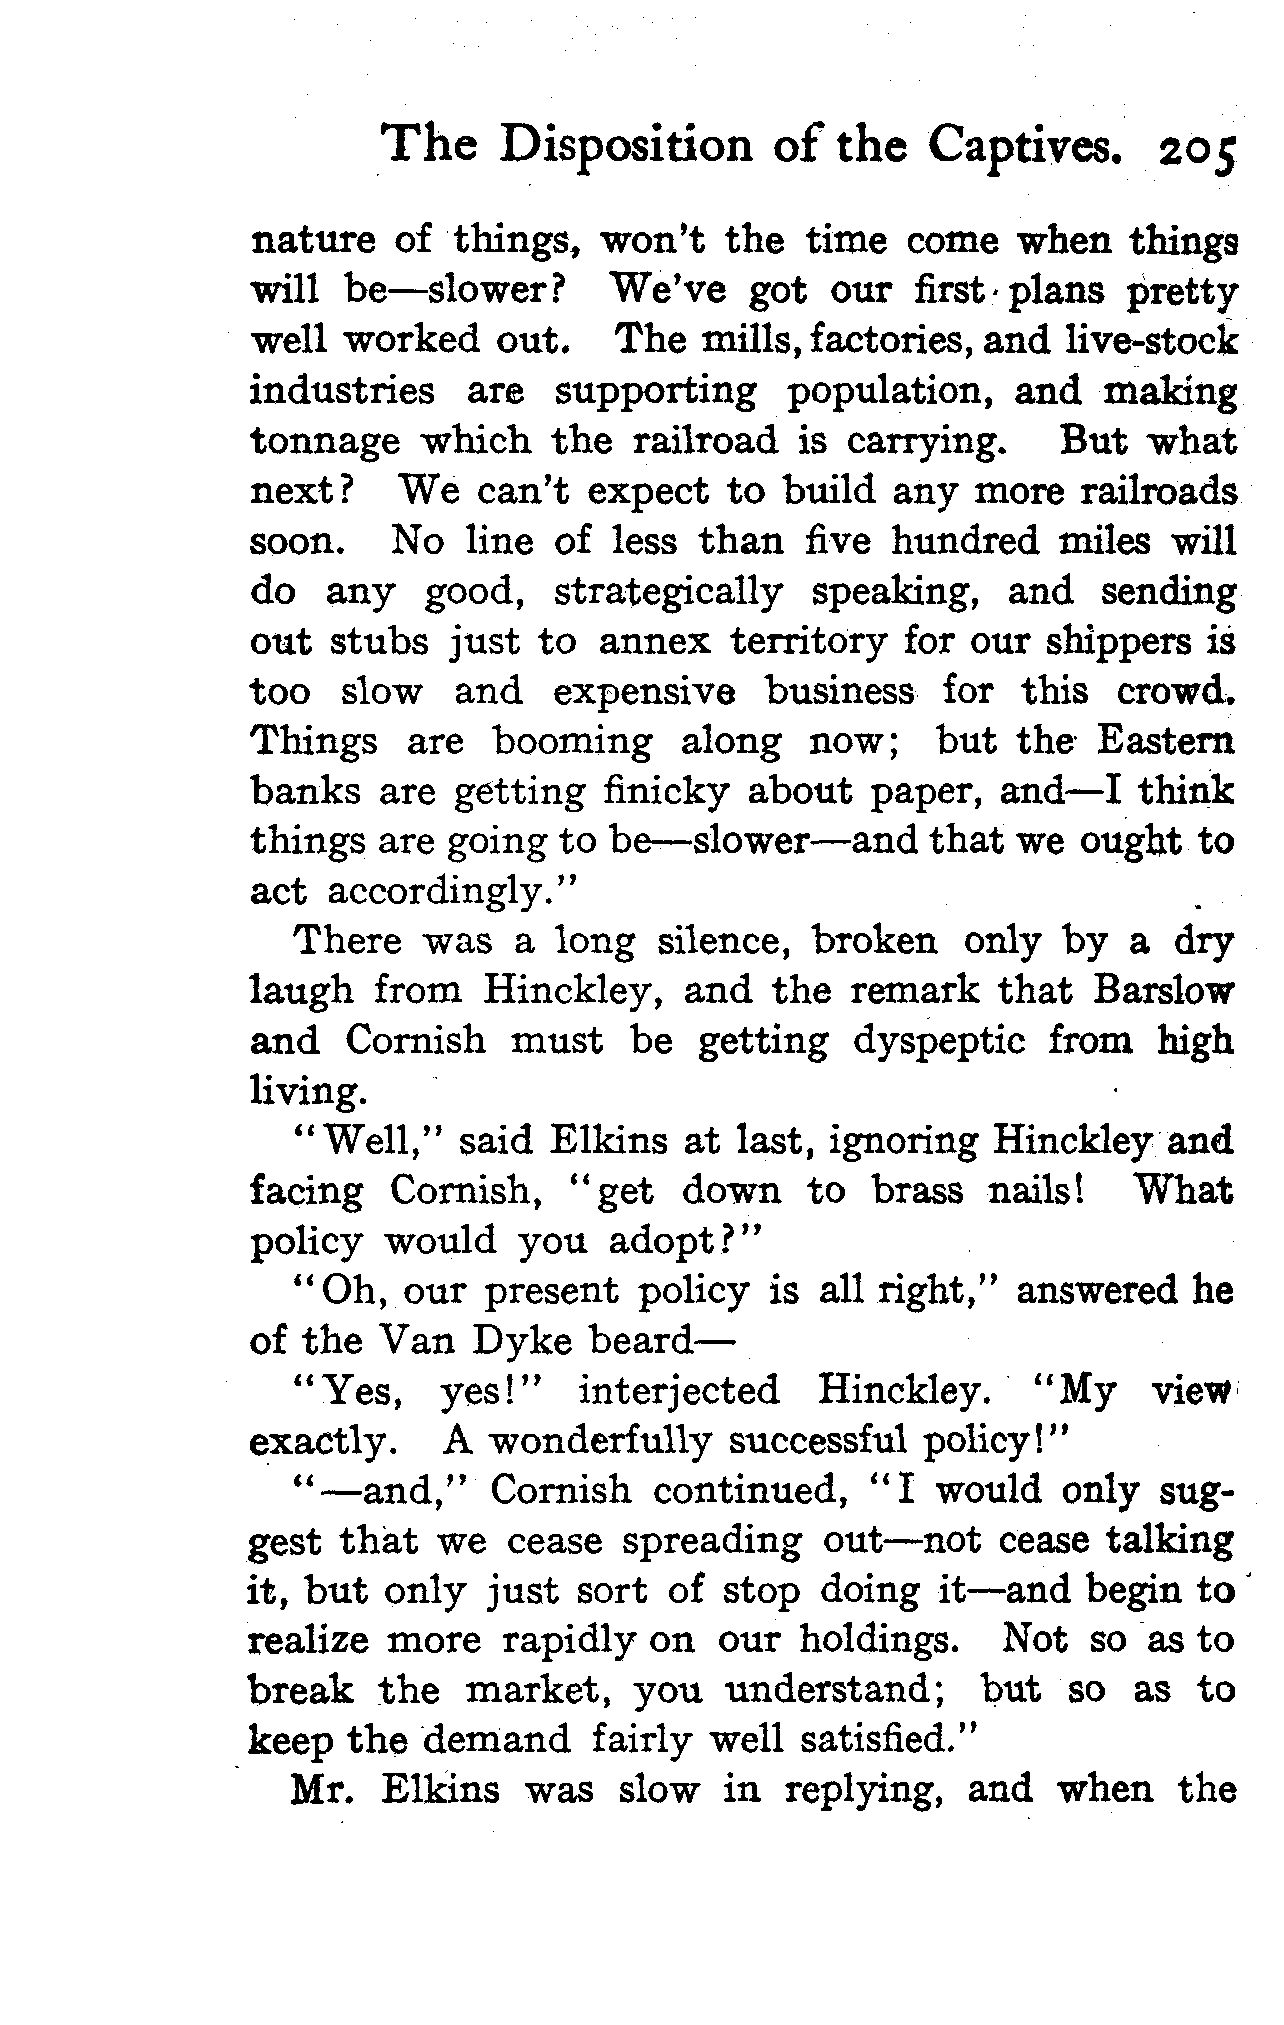 The Disposition of the Captives. 205
nature of things, won't the time come when things
will be—slower? We've got our first plans pretty
well worked out. The mills, factories, and live-stock
industries are supporting population, and making
tonnage which the railroad is carrying. But what
next? We can't expect to build any more railroads
soon. No line of less than five hundred miles will
do any good, strategically speaking, and sending
out stubs just to annex territory for our shippers is
too slow and expensive business for this crowd.
Things are booming along now; but the Eastern
banks are getting finicky about paper, and—I think
things are going to be—slower—and that we ought to
act accordingly."
There was a long silence, broken only by a dry
laugh from Hinckley, and the remark that Barslow
and Cornish must be getting dyspeptic from high
living.
"Well," said Elkins at last, ignoring Hinckley and
facing Cornish, "get down to brass nails! What
policy would you adopt?"
"Oh, our present policy is all right," answered he
of the Van Dyke beard—
"Yes, yes!" interjected Hinckley. "My view
exactly. A wonderfully successful policy!"
"—and," Cornish continued, "I would only sug-
gest that we cease spreading out—not cease talking
it, but only just sort of stop doing it—and begin to
realize more rapidly on our holdings. Not so as to
break the market, you understand; but so as to
keep the demand fairly well satisfied."
Mr. Elkins was slow in replying, and when the